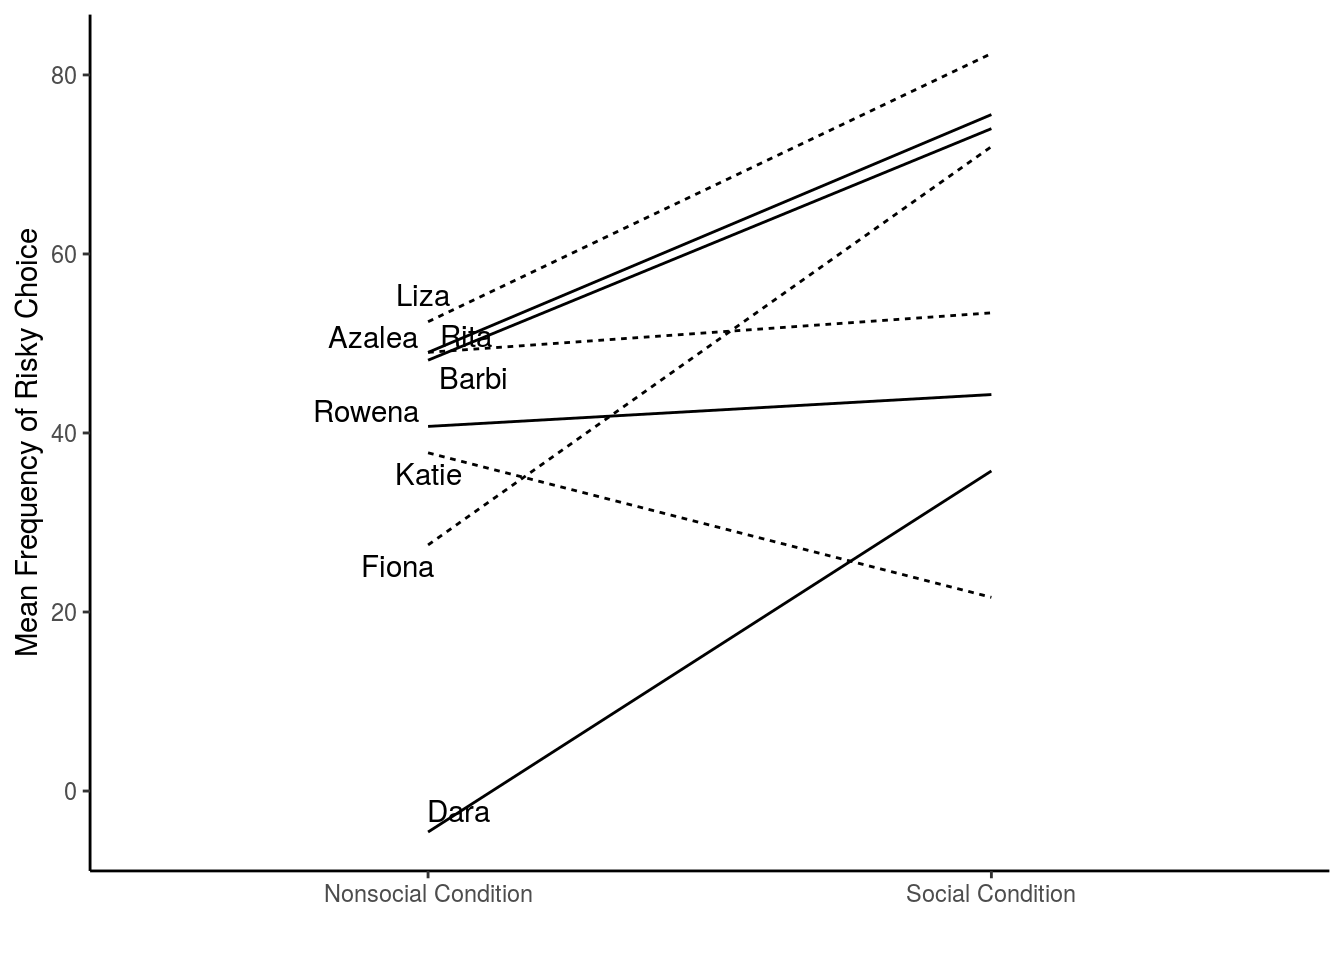 Mean Frequency of Risky Choice
80
60
40
20
0
Liza
Azalea
Rita
Barbi
Rowena
Katie
Fiona
Dara
Nonsocial Condition
Social Condition